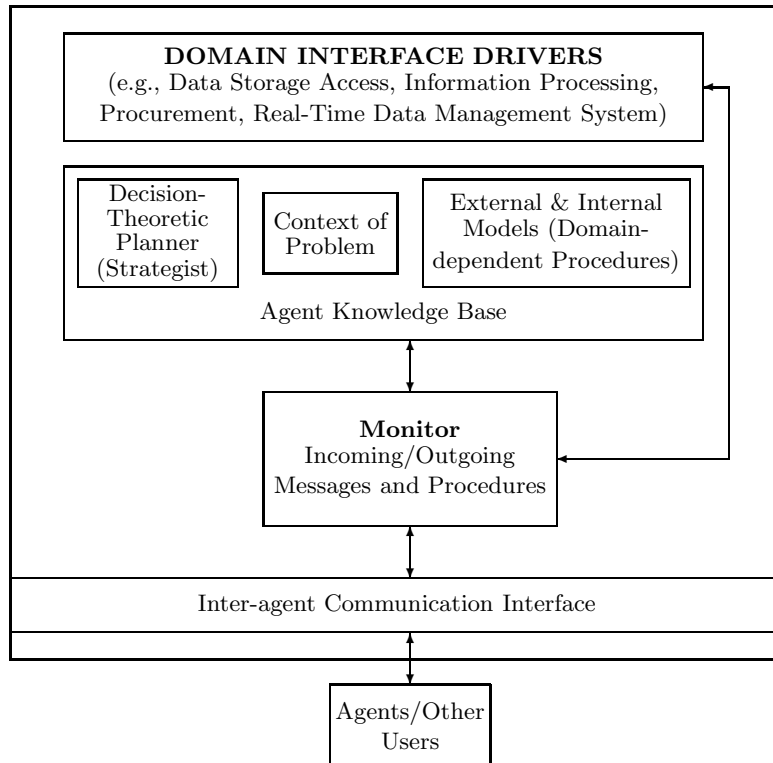 DOMAIN INTERFACE DRIVERS
(e.g., Data Storage Access, Information Processing,
Procurement, Real-Time Data Management System)
Decision-
Theoretic
Planner
(Strategist)
Context of
Problem
External & Internal
Models (Domain-
dependent Procedures)
Agent Knowledge Base
Monitor
Incoming/Outgoing
Messages and Procedures
Inter-agent Communication Interface
Agents/Other
Users